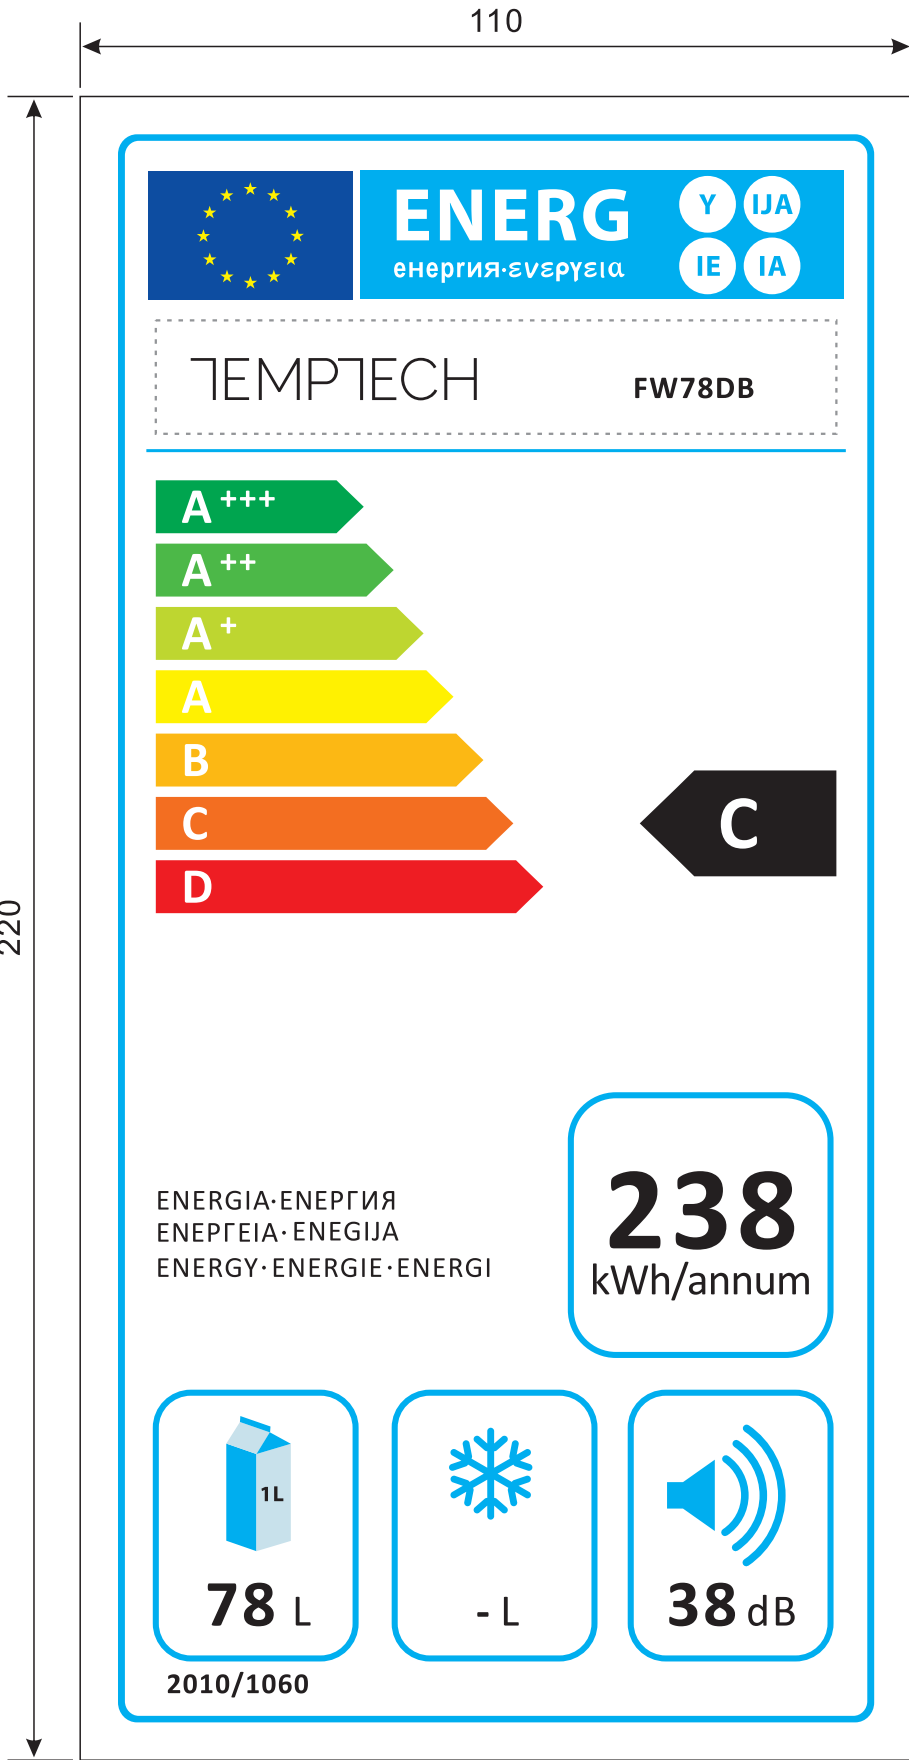 110
220
ENERG
енергия·ενεργεια
Y IJA
IE IA
TEMPTECH FW78DB
A+++
A++
A+
A
B
C
D
C
ENERGIA·ЕНЕРГИЯ
ΕΝΕΡΓΕΙΑ·ENEGIJA
ENERGY·ENERGIE·ENERGI
238
kWh/annum
1L
78 L
- L
38 dB
2010/1060